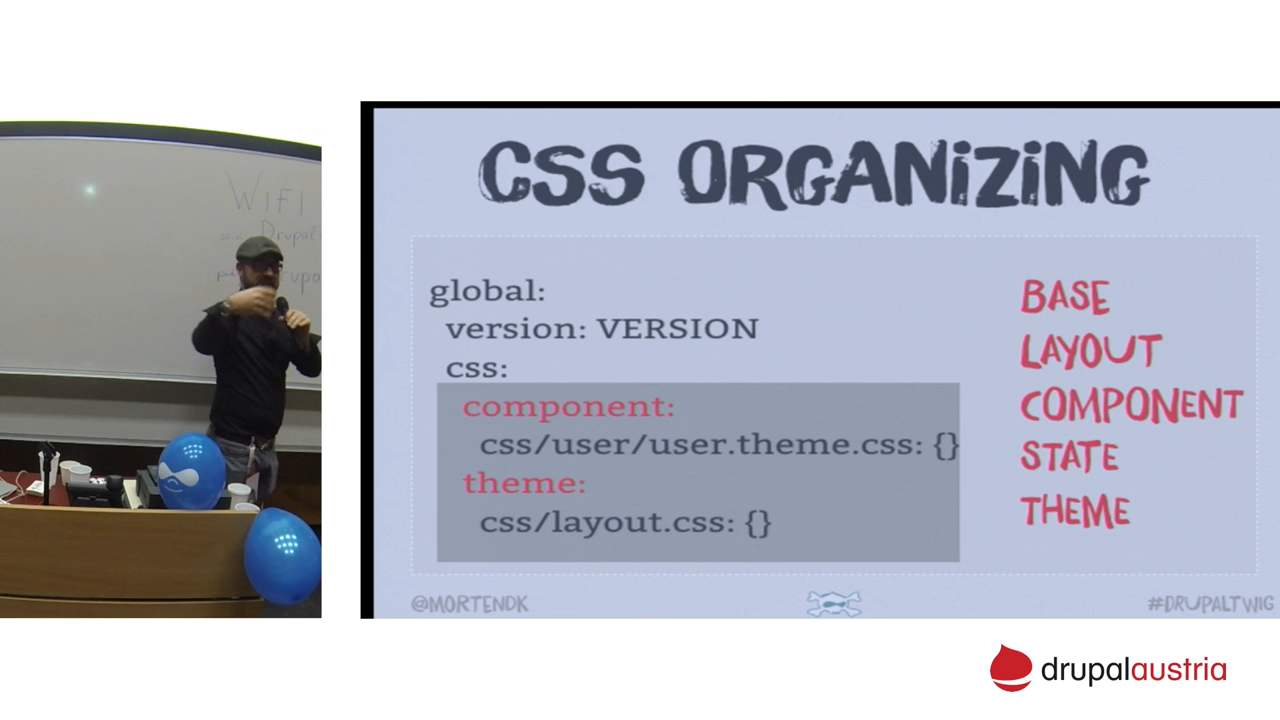 WIFI
Drupal
CSS ORGANIZING
global:
version: VERSION
css:
component:
css/user/user.theme.css: {}
theme:
css/layout.css: {}
BASE
LAYOUT
COMPONENT
STATE
THEME
@MORTENDK
#DRUPALTWIG
drupalaustria